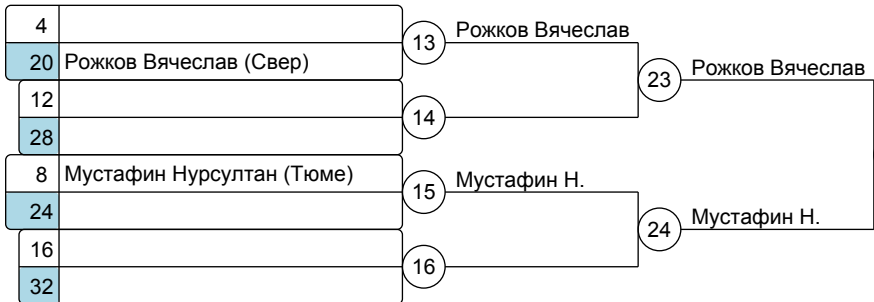 4
13
Рожков Вячеслав
20 Рожков Вячеслав (Свер)
23
Рожков Вячеслав
12
14
28
8 Мустафин Нурсултан (Тюме)
15
Мустафин Н.
24
24
Мустафин Н.
16
16
32